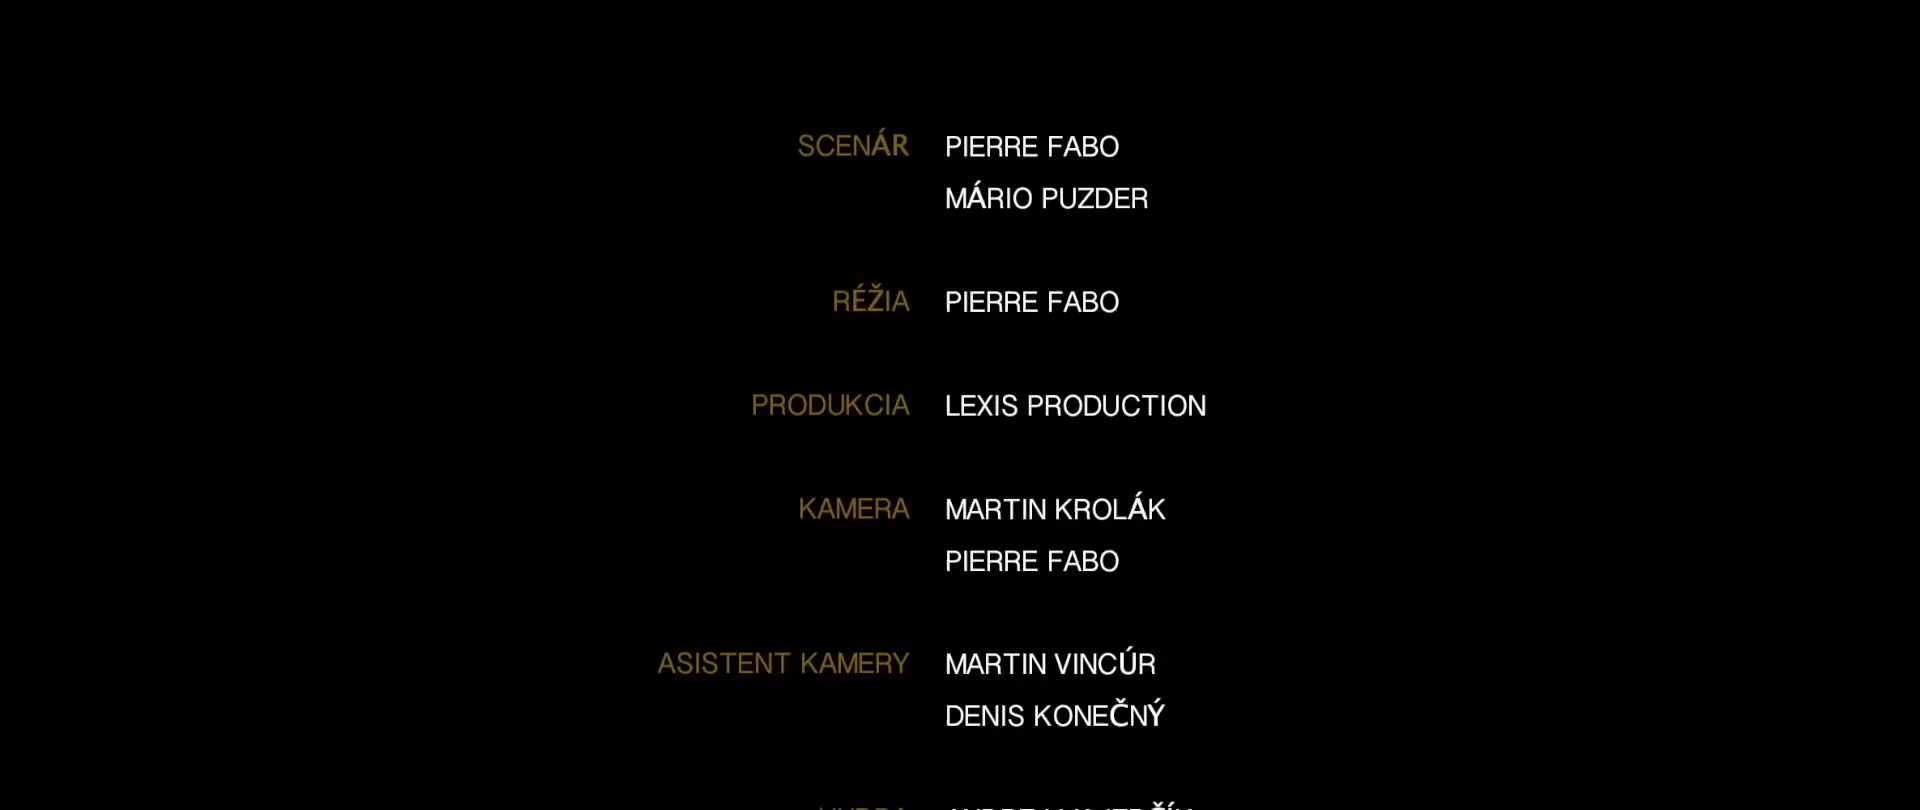 SCENÁR PIERRE FABO
MÁRIO PUZDER
RÉŽIA PIERRE FABO
PRODUKCIA LEXIS PRODUCTION
KAMERA MARTIN KROLÁK
PIERRE FABO
ASISTENT KAMERY MARTIN VINCÚR
DENIS KONEČNÝ